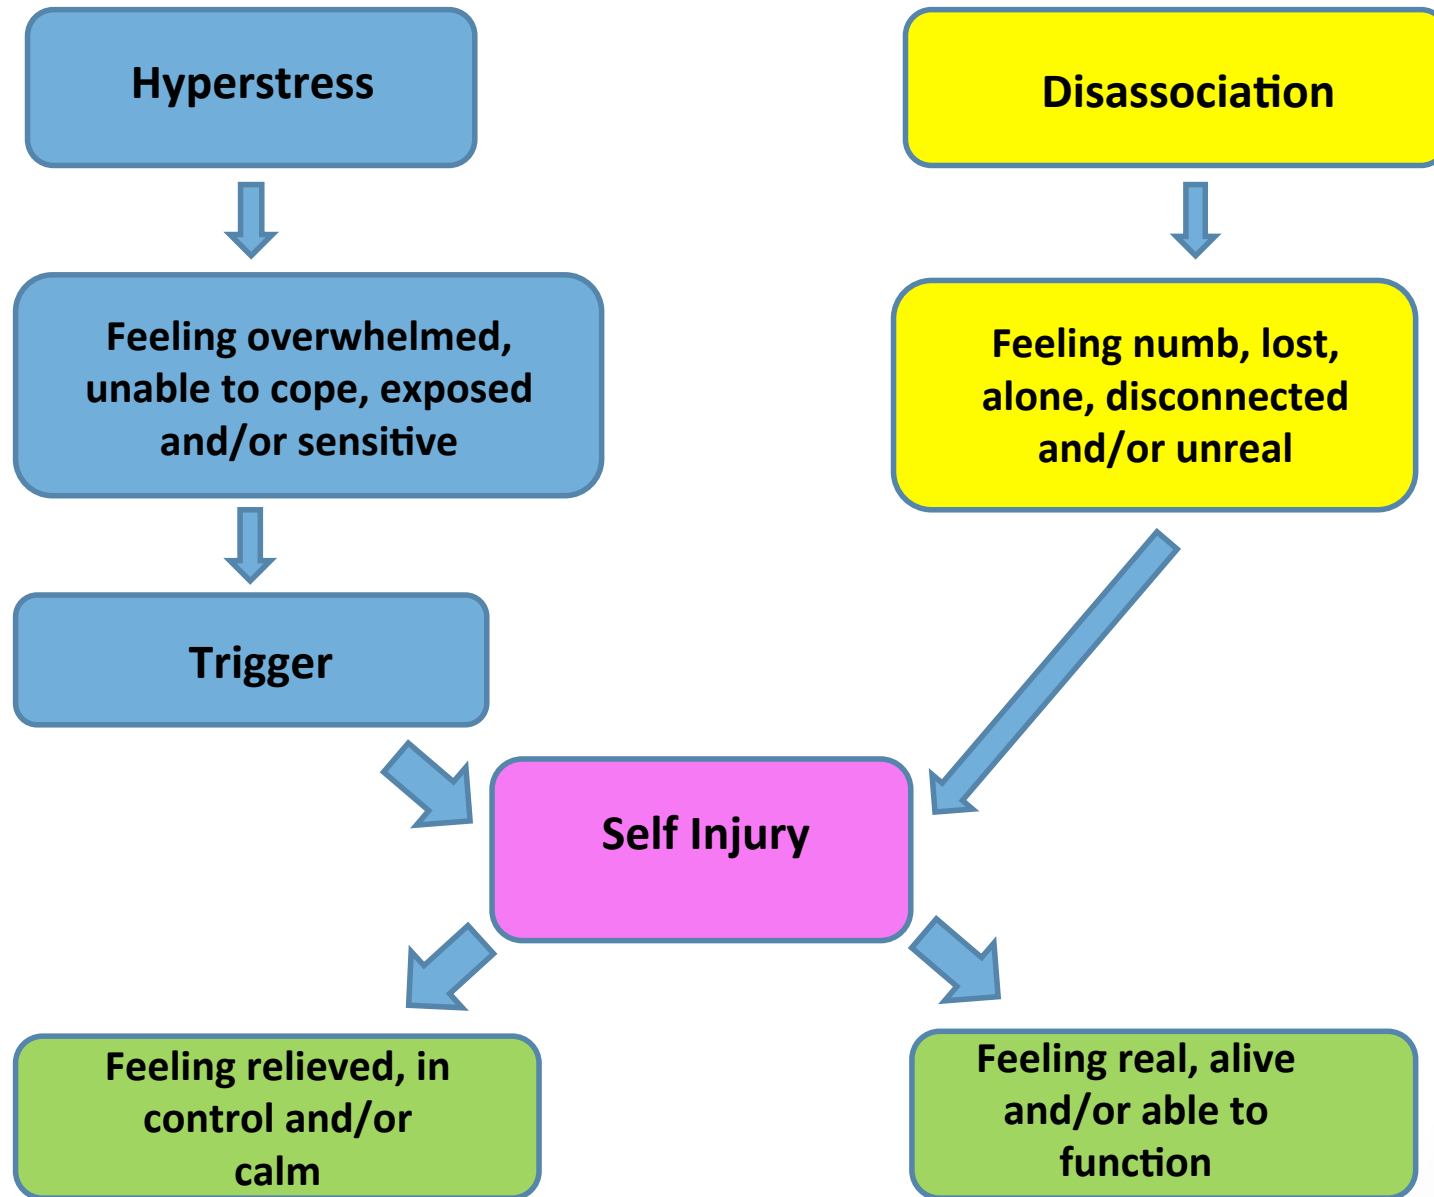 Hyperstress
Disassociation
Feeling overwhelmed,
unable to cope, exposed
and/or sensitive
Feeling numb, lost,
alone, disconnected
and/or unreal
Trigger
Self Injury
Feeling relieved, in
control and/or
calm
Feeling real, alive
and/or able to
function